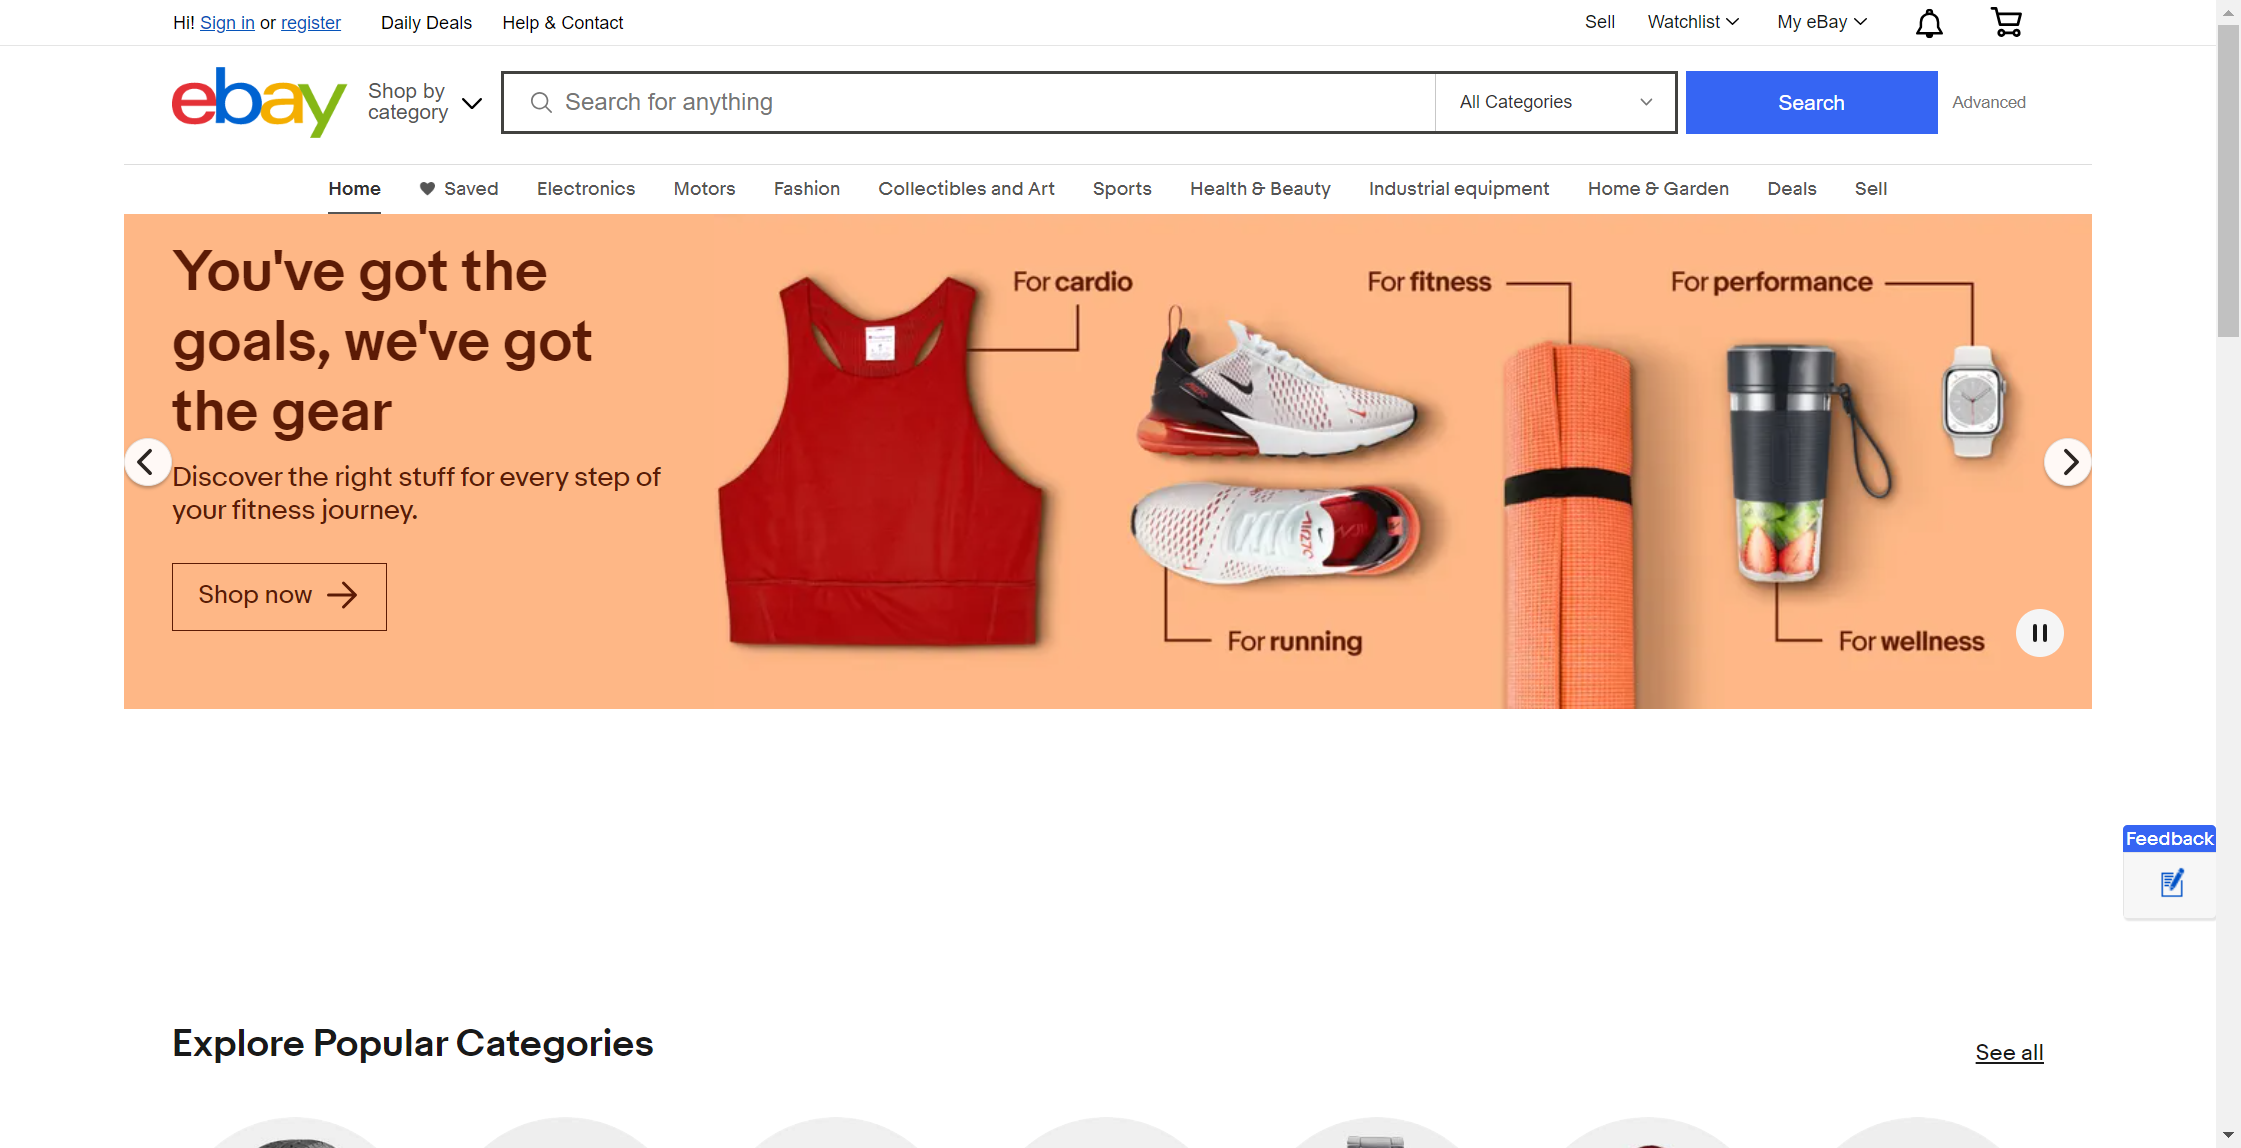 Hi! Sign in or register
Daily Deals
Help & Contact
Sell
Watchlist
My eBay
ebay
Shop by
category
Search for anything
All Categories
Search
Advanced
Home
Saved
Electronics
Motors
Fashion
Collectibles and Art
Sports
Health & Beauty
Industrial equipment
Home & Garden
Deals
Sell
You've got the
goals, we've got
the gear
Discover the right stuff for every step of
your fitness journey.
Shop now
For cardio
For fitness
For performance
For running
For wellness
Feedback
Explore Popular Categories
See all